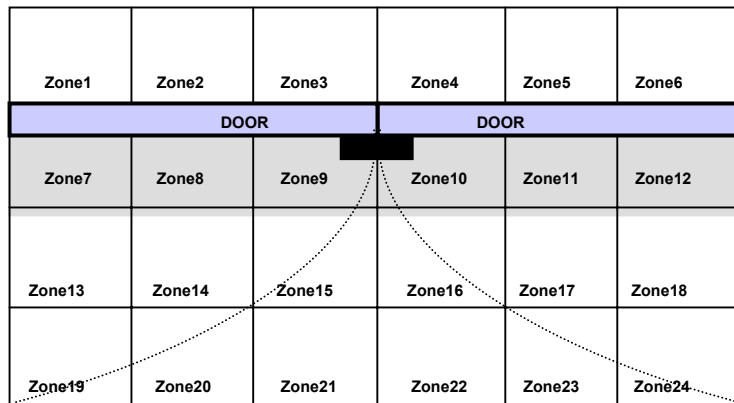 Zone1 Zone2 Zone3 Zone4 Zone5 Zone6
DOOR DOOR
Zone7 Zone8 Zone9 Zone10 Zone11 Zone12
Zone13 Zone14 Zone15 Zone16 Zone17 Zone18
Zone19 Zone20 Zone21 Zone22 Zone23 Zone24